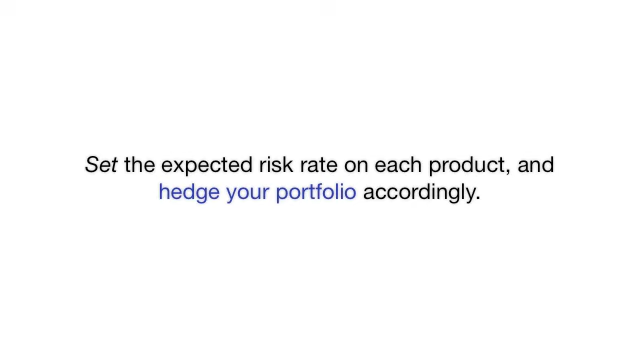 Set the expected risk rate on each product, and
hedge your portfolio accordingly.